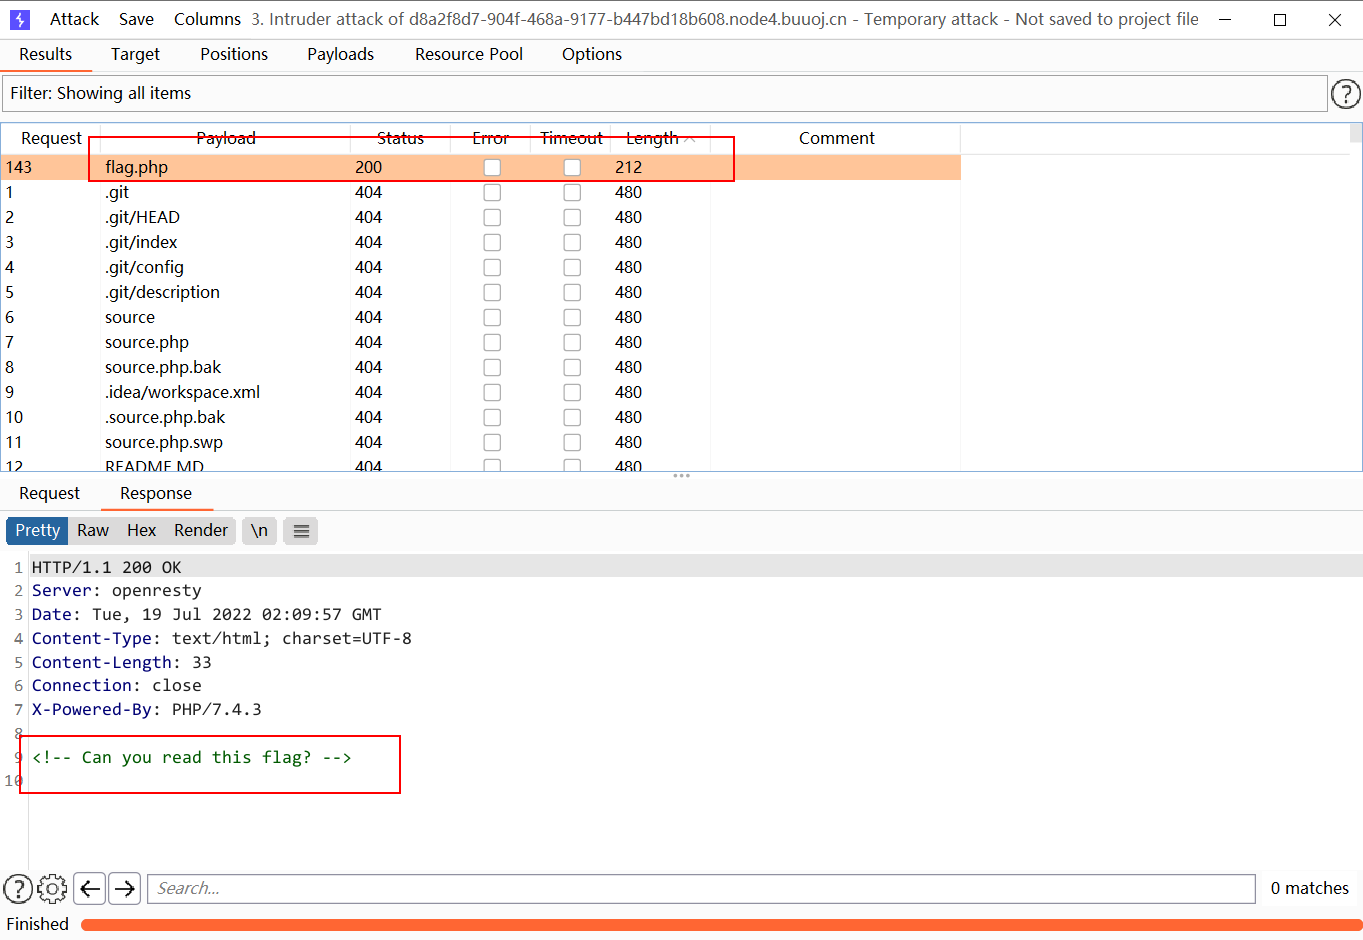 Attack Save Columns 3. Intruder attack of d8a2f8d7-904f-468a-9177-b447bd18b608.node4.buuoj.cn - Temporary attack - Not saved to project file
Results Target Positions Payloads Resource Pool Options
Filter: Showing all items
Request Payload Status Error Timeout Length Comment
143 flag.php 200 212
1 .git 404 480
2 .git/HEAD 404 480
3 .git/index 404 480
4 .git/config 404 480
5 .git/description 404 480
6 source 404 480
7 source.php 404 480
8 source.php.bak 404 480
9 .idea/workspace.xml 404 480
10 .source.php.bak 404 480
11 source.php.swp 404 480
12 README.MD 404 480
Request Response
Pretty Raw Hex Render \n
1 HTTP/1.1 200 OK
2 Server: openresty
3 Date: Tue, 19 Jul 2022 02:09:57 GMT
4 Content-Type: text/html; charset=UTF-8
5 Content-Length: 33
6 Connection: close
7 X-Powered-By: PHP/7.4.3
8
9 <!-- Can you read this flag? -->
10
Search... 0 matches
Finished